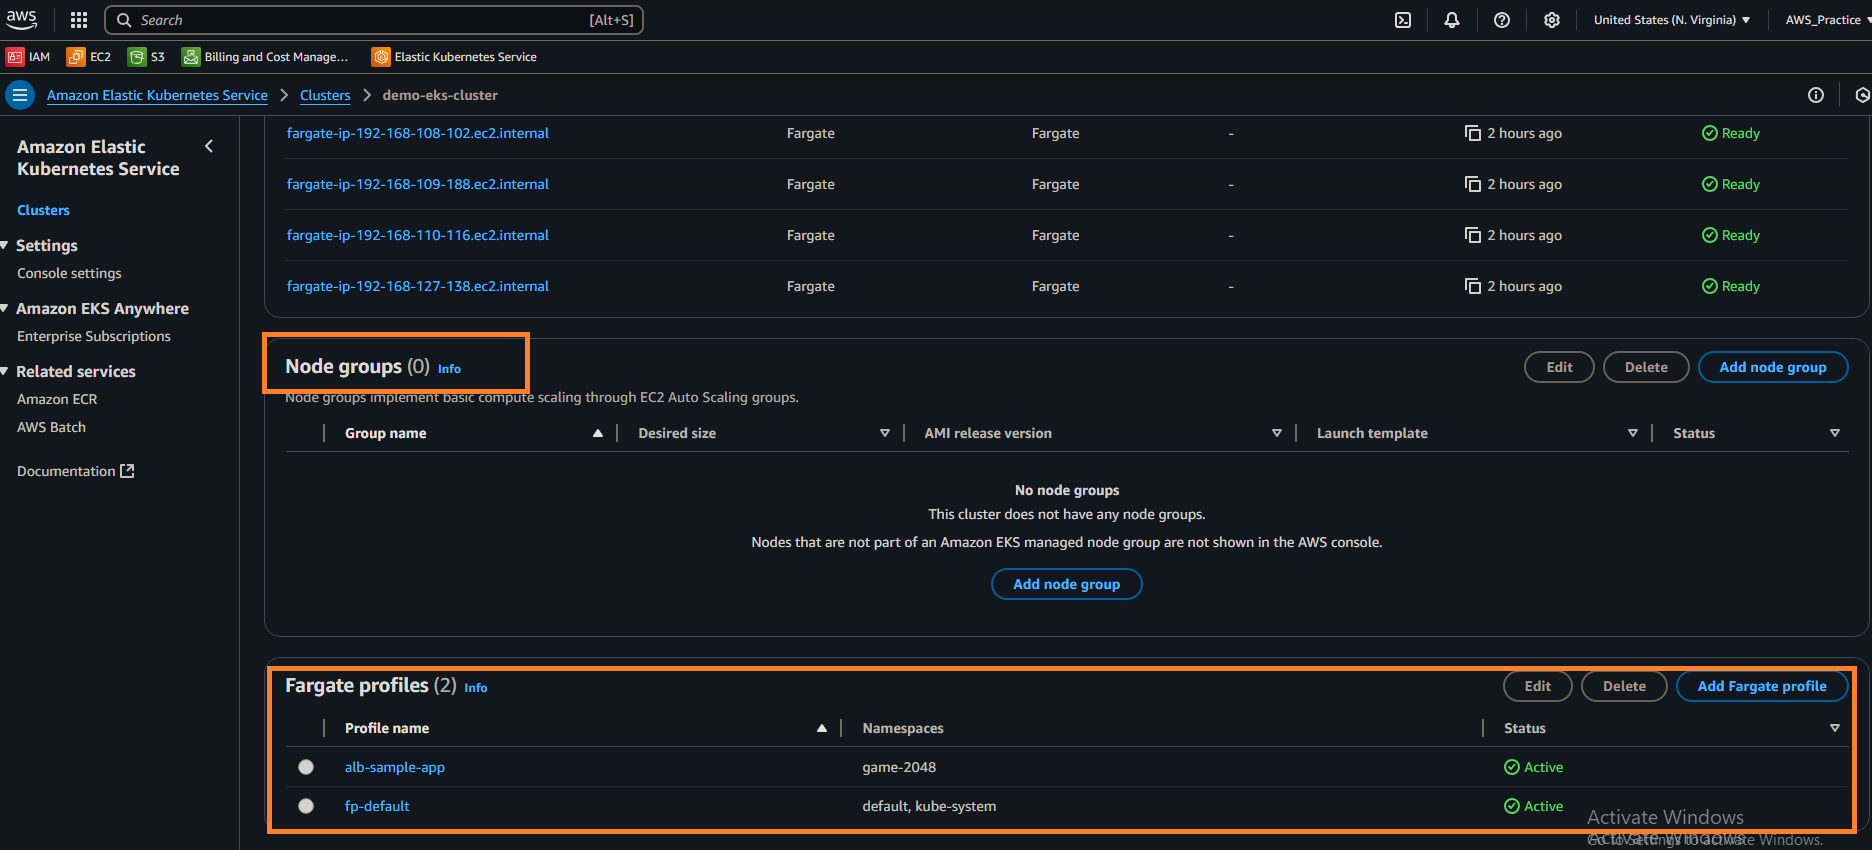 aws Search [Alt+S] United States (N. Virginia) AWS_Practice
IAM EC2 S3 Billing and Cost Manage... Elastic Kubernetes Service
Amazon Elastic Kubernetes Service Clusters demo-eks-cluster
Amazon Elastic
Kubernetes Service
Clusters
Settings
Console settings
Amazon EKS Anywhere
Enterprise Subscriptions
Related services
Amazon ECR
AWS Batch
Documentation
fargate-ip-192-168-108-102.ec2.internal Fargate Fargate - 2 hours ago Ready
fargate-ip-192-168-109-188.ec2.internal Fargate Fargate - 2 hours ago Ready
fargate-ip-192-168-110-116.ec2.internal Fargate Fargate - 2 hours ago Ready
fargate-ip-192-168-127-138.ec2.internal Fargate Fargate - 2 hours ago Ready
Node groups (0) Info Edit Delete Add node group
Node groups implement basic compute scaling through EC2 Auto Scaling groups.
Group name Desired size AMI release version Launch template Status
No node groups
This cluster does not have any node groups.
Nodes that are not part of an Amazon EKS managed node group are not shown in the AWS console.
Add node group
Fargate profiles (2) Info Edit Delete Add Fargate profile
Profile name Namespaces Status
alb-sample-app game-2048 Active
fp-default default, kube-system Active
Activate Windows
Activate Windows
Go to Settings to activate Windows.